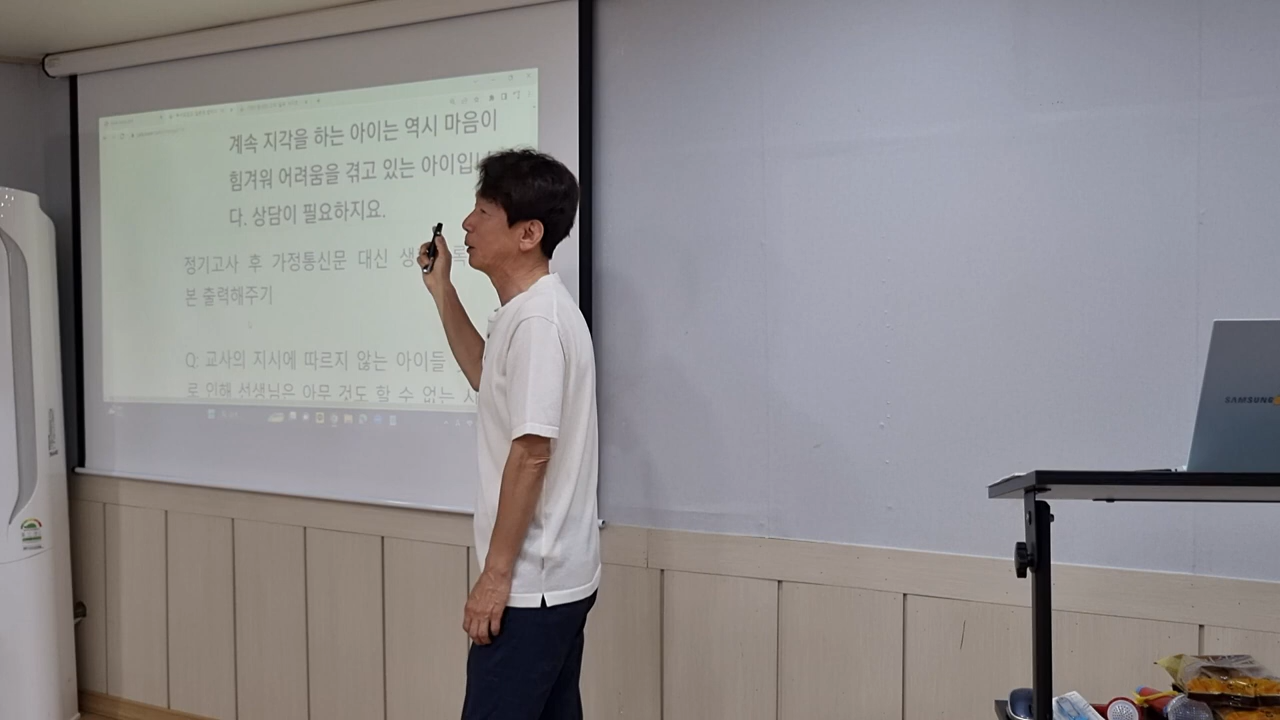 계속 지각을 하는 아이는 역시 마음이
힘겨워 어려움을 겪고 있는
다. 상담이 필요하지요.
정기고사 후 가정통신문 대신
본 출력해주기
Q: 교사의 지시에 따르지 않는 아이들
로 인해 선생님은 아무 것도 할 수 없는
SAMSUNG